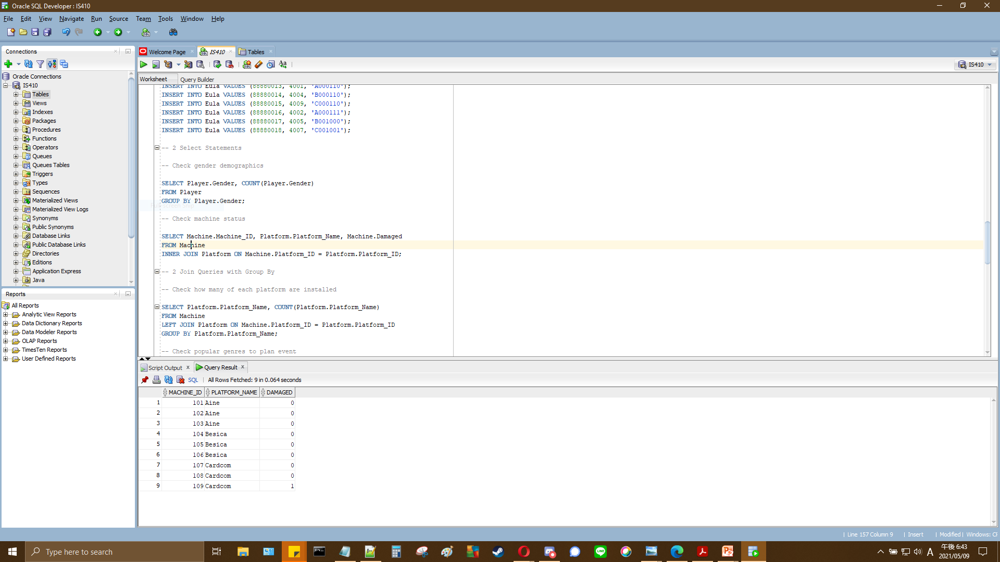 Oracle SQL Developer : IS410
File Edit View Navigate Run Source Team Tools Window Help
Connections
Oracle Connections
IS410
Tables
Views
Indexes
Packages
Procedures
Functions
Operators
Queues
Queues Tables
Triggers
Types
Sequences
Materialized Views
Materialized View Logs
Synonyms
Public Synonyms
Database Links
Public Database Links
Directories
Editions
Application Express
Java
Reports
All Reports
Analytic View Reports
Data Dictionary Reports
Data Modeler Reports
OLAP Reports
TimesTen Reports
User Defined Reports
Welcome Page IS410 Tables
IS410
Worksheet Query Builder
INSERT INTO Eula VALUES (88880013, 4001, 'A000110');
INSERT INTO Eula VALUES (88880014, 4004, 'B000110');
INSERT INTO Eula VALUES (88880015, 4009, 'C000110');
INSERT INTO Eula VALUES (88880016, 4002, 'A000111');
INSERT INTO Eula VALUES (88880017, 4005, 'B001000');
INSERT INTO Eula VALUES (88880018, 4007, 'C001001');
-- 2 Select Statements
-- Check gender demographics
SELECT Player.Gender, COUNT(Player.Gender)
FROM Player
GROUP BY Player.Gender;
-- Check machine status
SELECT Machine.Machine_ID, Platform.Platform_Name, Machine.Damaged
FROM Machine
INNER JOIN Platform ON Machine.Platform_ID = Platform.Platform_ID;
-- 2 Join Queries with Group By
-- Check how many of each platform are installed
SELECT Platform.Platform_Name, COUNT(Platform.Platform_Name)
FROM Machine
LEFT JOIN Platform ON Machine.Platform_ID = Platform.Platform_ID
GROUP BY Platform.Platform_Name;
-- Check popular genres to plan event
Script Output Query Result
SQL All Rows Fetched: 9 in 0.064 seconds
MACHINE_ID PLATFORM_NAME DAMAGED
1 101 Aine 0
2 102 Aine 0
3 103 Aine 0
4 104 Besica 0
5 105 Besica 0
6 106 Besica 0
7 107 Cardcom 0
8 108 Cardcom 0
9 109 Cardcom 1
Line 157 Column 9 Insert Modified Windows: CF
Type here to search
LINE
A
午後 6:43
2021/05/09